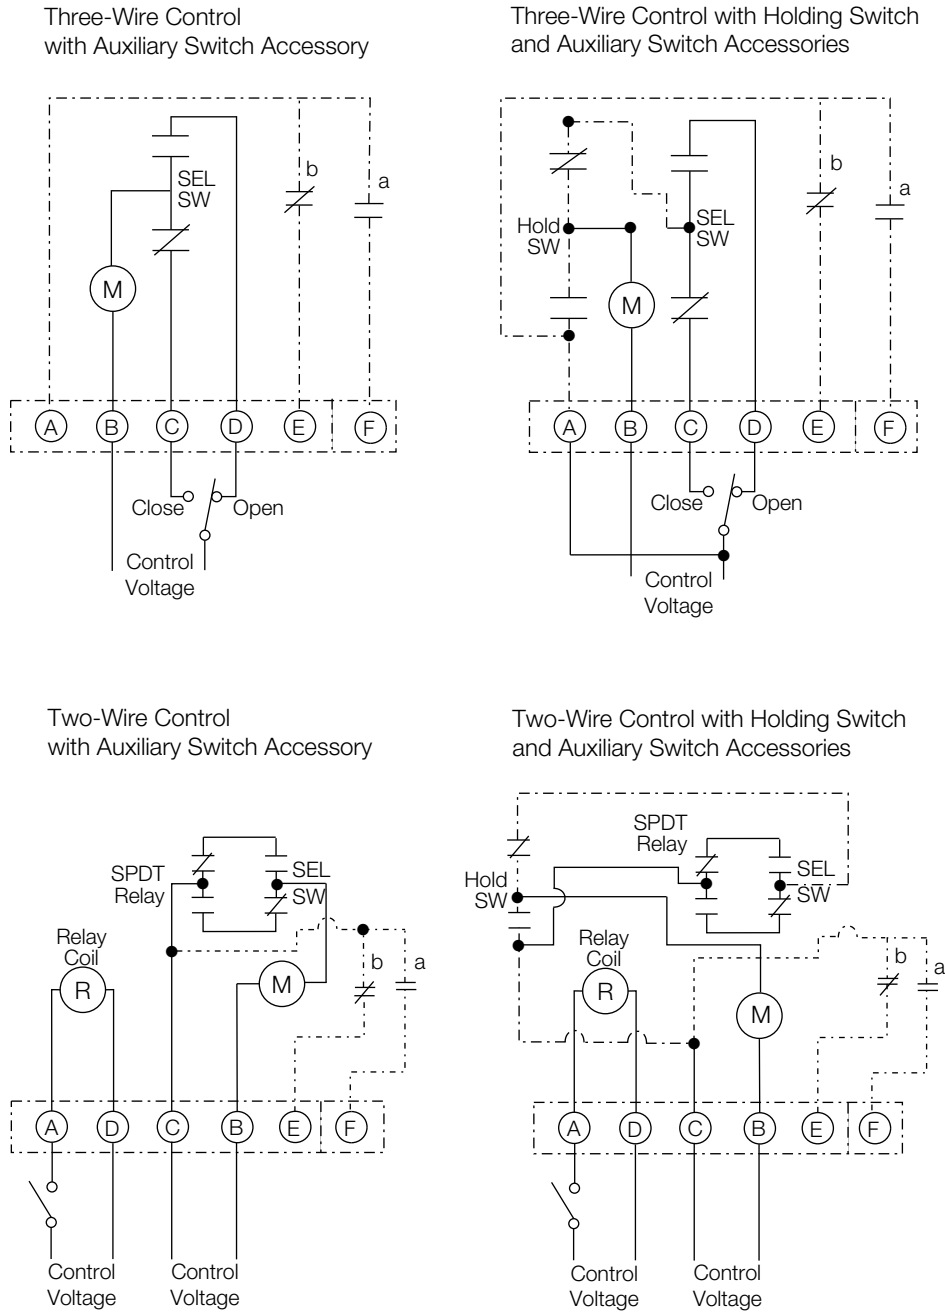 Three-Wire Control
with Auxiliary Switch Accessory
b
a
SEL
SW
M
A B C D E F
Close Open
Control
Voltage
Three-Wire Control with Holding Switch
and Auxiliary Switch Accessories
b
a
Hold
SW
SEL
SW
M
A B C D E F
Close Open
Control
Voltage
Two-Wire Control
with Auxiliary Switch Accessory
SPDT
Relay
SEL
SW
Relay
Coil
R
M
b
a
A D C B E F
Control
Voltage
Control
Voltage
Two-Wire Control with Holding Switch
and Auxiliary Switch Accessories
SPDT
Relay
SEL
SW
Hold
SW
Relay
Coil
R
M
b
a
A D C B E F
Control
Voltage
Control
Voltage